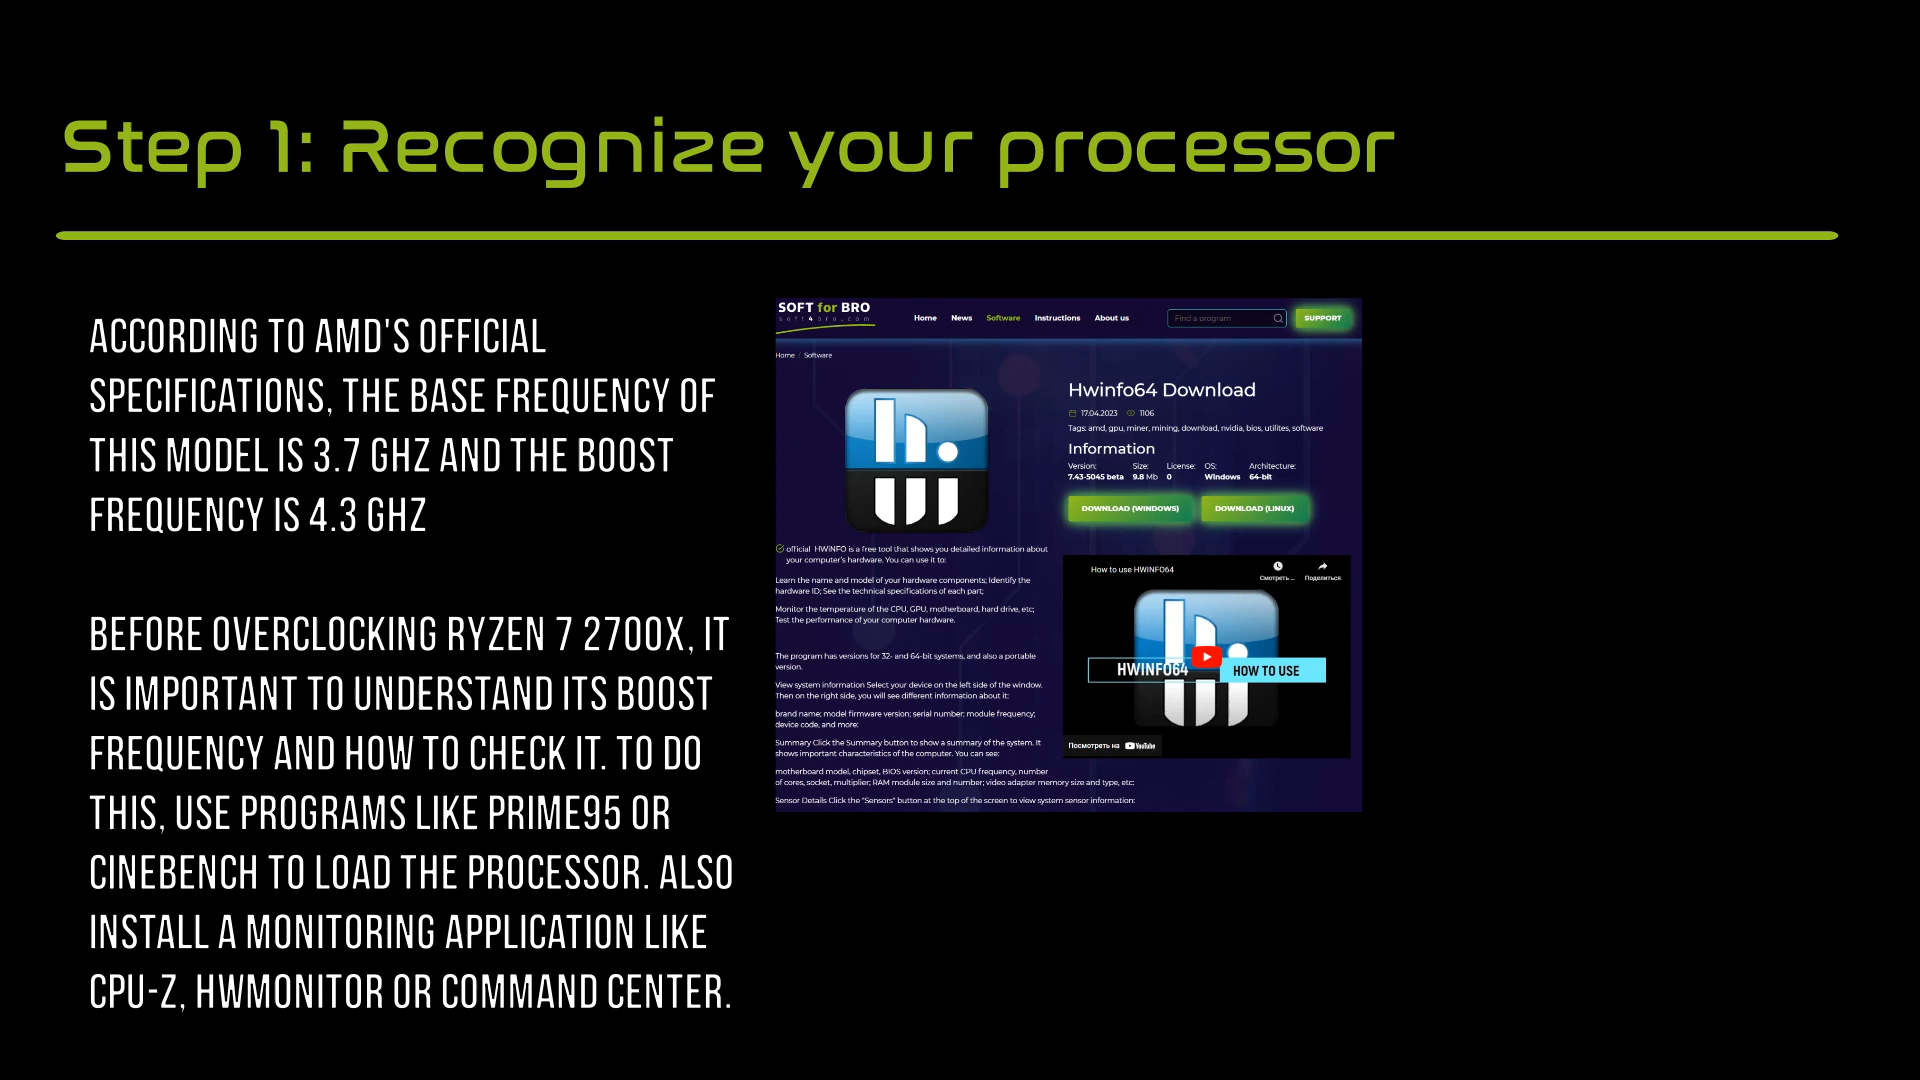 Step 1: Recognize your processor
ACCORDING TO AMD'S OFFICIAL
SPECIFICATIONS, THE BASE FREQUENCY OF
THIS MODEL IS 3.7 GHZ AND THE BOOST
FREQUENCY IS 4.3 GHZ
BEFORE OVERCLOCKING RYZEN 7 2700X, IT
IS IMPORTANT TO UNDERSTAND ITS BOOST
FREQUENCY AND HOW TO CHECK IT. TO DO
THIS, USE PROGRAMS LIKE PRIME95 OR
CINEBENCH TO LOAD THE PROCESSOR. ALSO
INSTALL A MONITORING APPLICATION LIKE
CPU-Z, HWMONITOR OR COMMAND CENTER.
SOFT for BRO
soft4bro.com
Home News Software Instructions About us
Find a program
SUPPORT
Home / Software
Hwinfo64 Download
17.04.2023 1106
Tags: amd, gpu, miner, mining, download, nvidia, bios, utilites, software
Information
Version: Size: License: OS: Architecture:
7.43-5045 beta 9.8 Mb 0 Windows 64-bit
DOWNLOAD (WINDOWS) DOWNLOAD (LINUX)
official HWiNFO is a free tool that shows you detailed information about
your computer's hardware. You can use it to:
Learn the name and model of your hardware components; Identify the
hardware ID; See the technical specifications of each part;
Monitor the temperature of the CPU, GPU, motherboard, hard drive, etc;
Test the performance of your computer hardware.
The program has versions for 32- and 64-bit systems, and also a portable
version.
View system information Select your device on the left side of the window.
Then on the right side, you will see different information about it:
brand name; model firmware version; serial number; module frequency;
device code, and more:
Summary Click the Summary button to show a summary of the system. It
shows important characteristics of the computer. You can see:
motherboard model, chipset, BIOS version; current CPU frequency, number
of cores, socket, multiplier; RAM module size and number; video adapter memory size and type, etc:
Sensor Details Click the "Sensors" button at the top of the screen to view system sensor information:
How to use HWINFO64
Смотреть ... Поделиться
HWINFO64 HOW TO USE
Посмотреть на YouTube